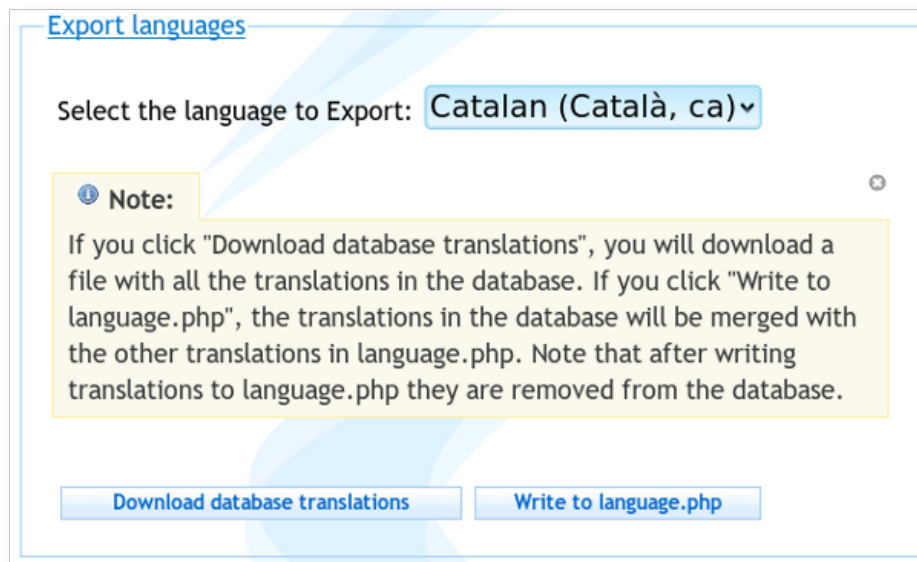 Export languages
Select the language to Export: Catalan (Català, ca)
Note:
If you click "Download database translations", you will download a
file with all the translations in the database. If you click "Write to
language.php", the translations in the database will be merged with
the other translations in language.php. Note that after writing
translations to language.php they are removed from the database.
Download database translations Write to language.php